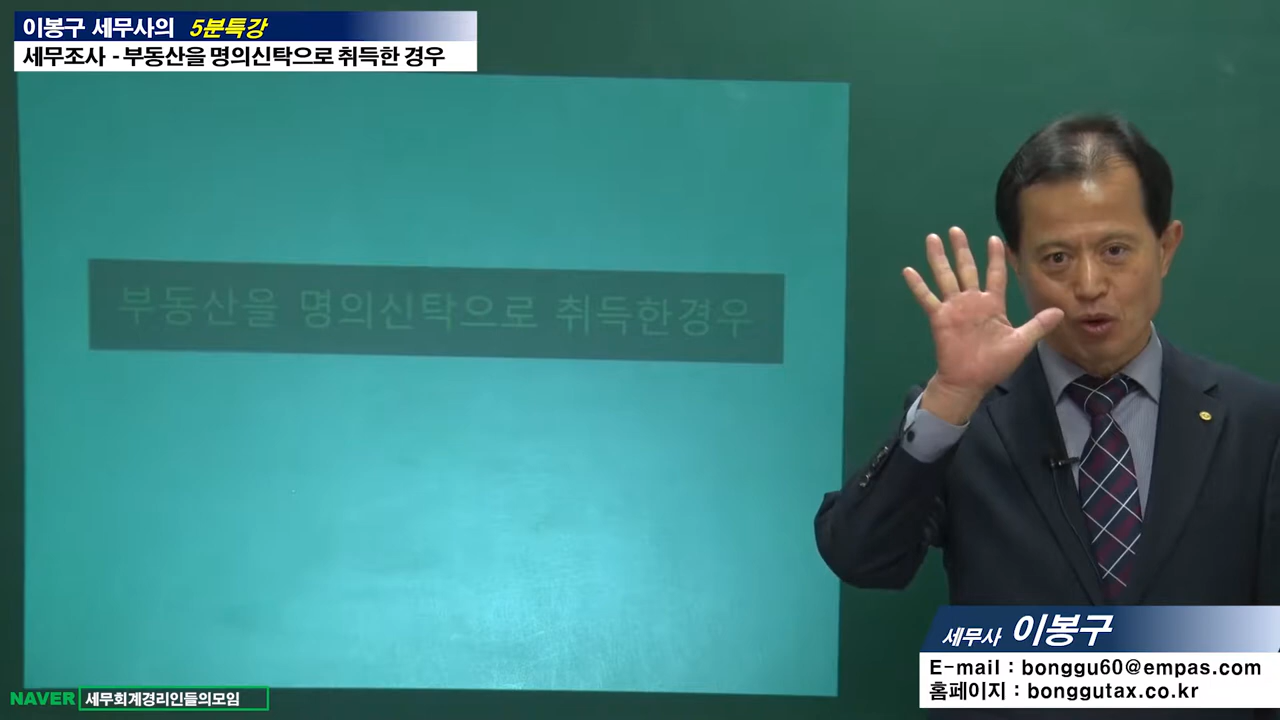 이봉구 세무사의 5분특강
세무조사 - 부동산을 명의신탁으로 취득한 경우
부동산을 명의신탁으로 취득한경우
세무사 이봉구
E-mail : bonggu60@empas.com
홈페이지 : bonggutax.co.kr
NAVER 세무회계경리인들의모임